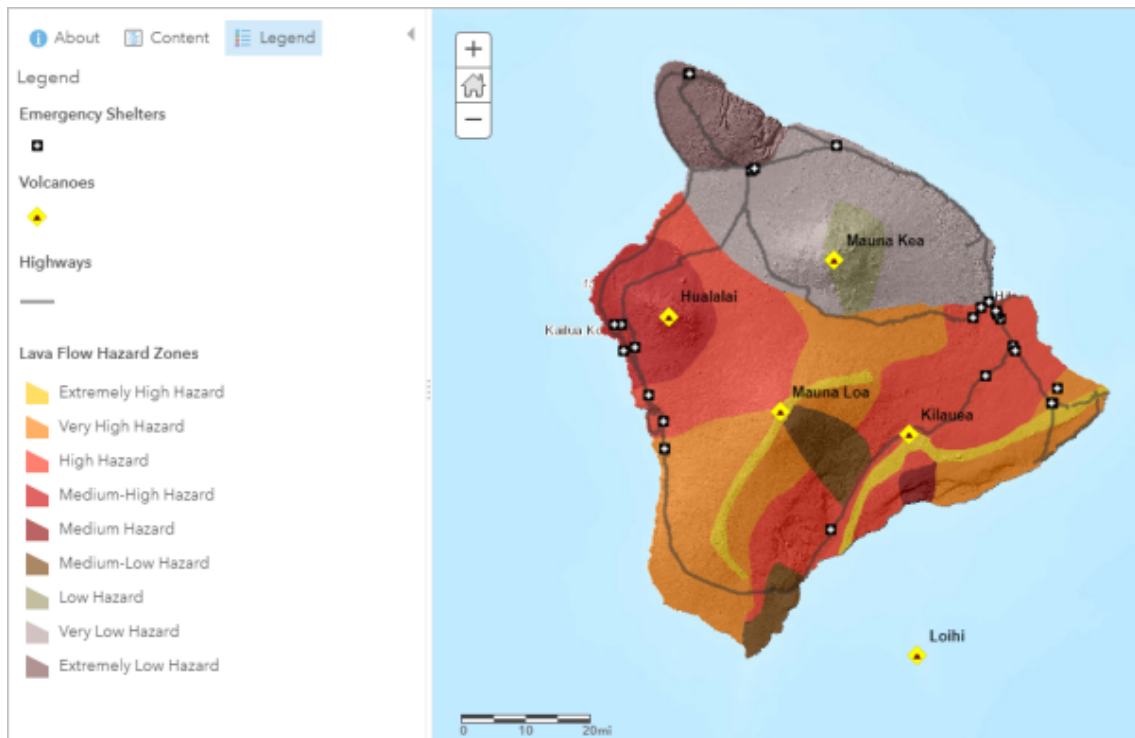 About Content Legend
Legend
Emergency Shelters
Volcanoes
Highways
Lava Flow Hazard Zones
Extremely High Hazard
Very High Hazard
High Hazard
Medium-High Hazard
Medium Hazard
Medium-Low Hazard
Low Hazard
Very Low Hazard
Extremely Low Hazard
+
−
Mauna Kea
Hualalai
Kailua Ko
Mauna Loa
Kilauea
Loihi
0 10 20mi